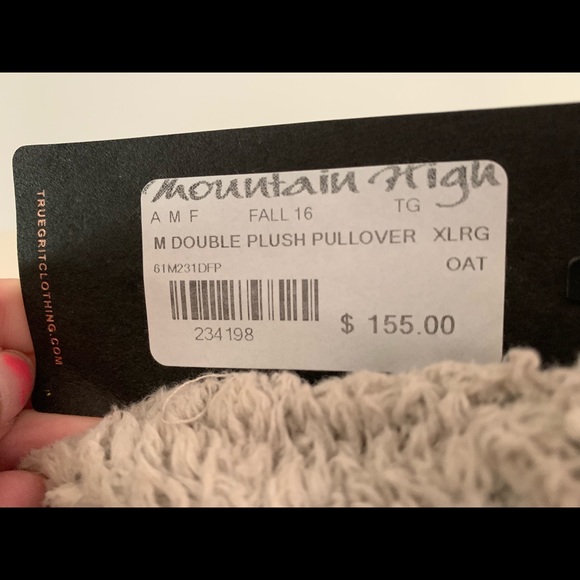 TRUEGRITCLOTHING.COM
Mountain High
A M F FALL 16 TG
M DOUBLE PLUSH PULLOVER XLRG
61M231DFP OAT
234198 $ 155.00